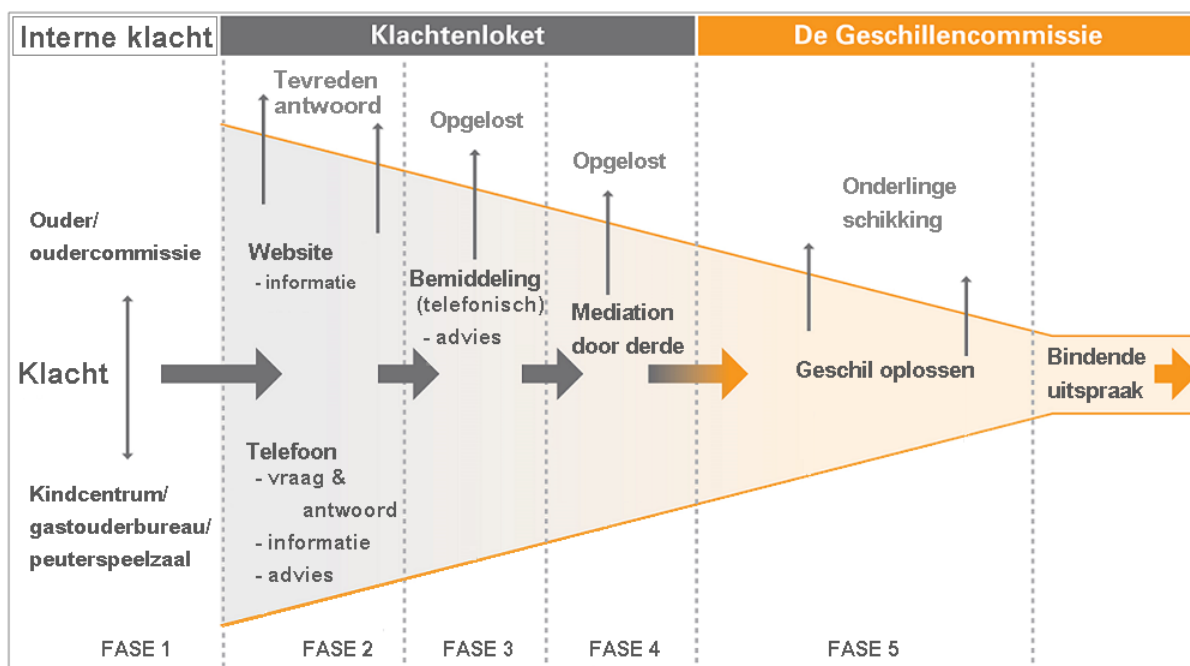 Interne klacht
Klachtenloket
De Geschillencommissie
Tevreden
antwoord
Opgelost
Opgelost
Onderlinge
schikking
Ouder/
oudercommissie
Klacht
Kindcentrum/
gastouderbureau/
peuterspeelzaal
Website
- informatie
Telefoon
- vraag &
antwoord
- informatie
- advies
Bemiddeling
(telefonisch)
- advies
Mediation
door derde
Geschil oplossen
Bindende
uitspraak
FASE 1
FASE 2
FASE 3
FASE 4
FASE 5